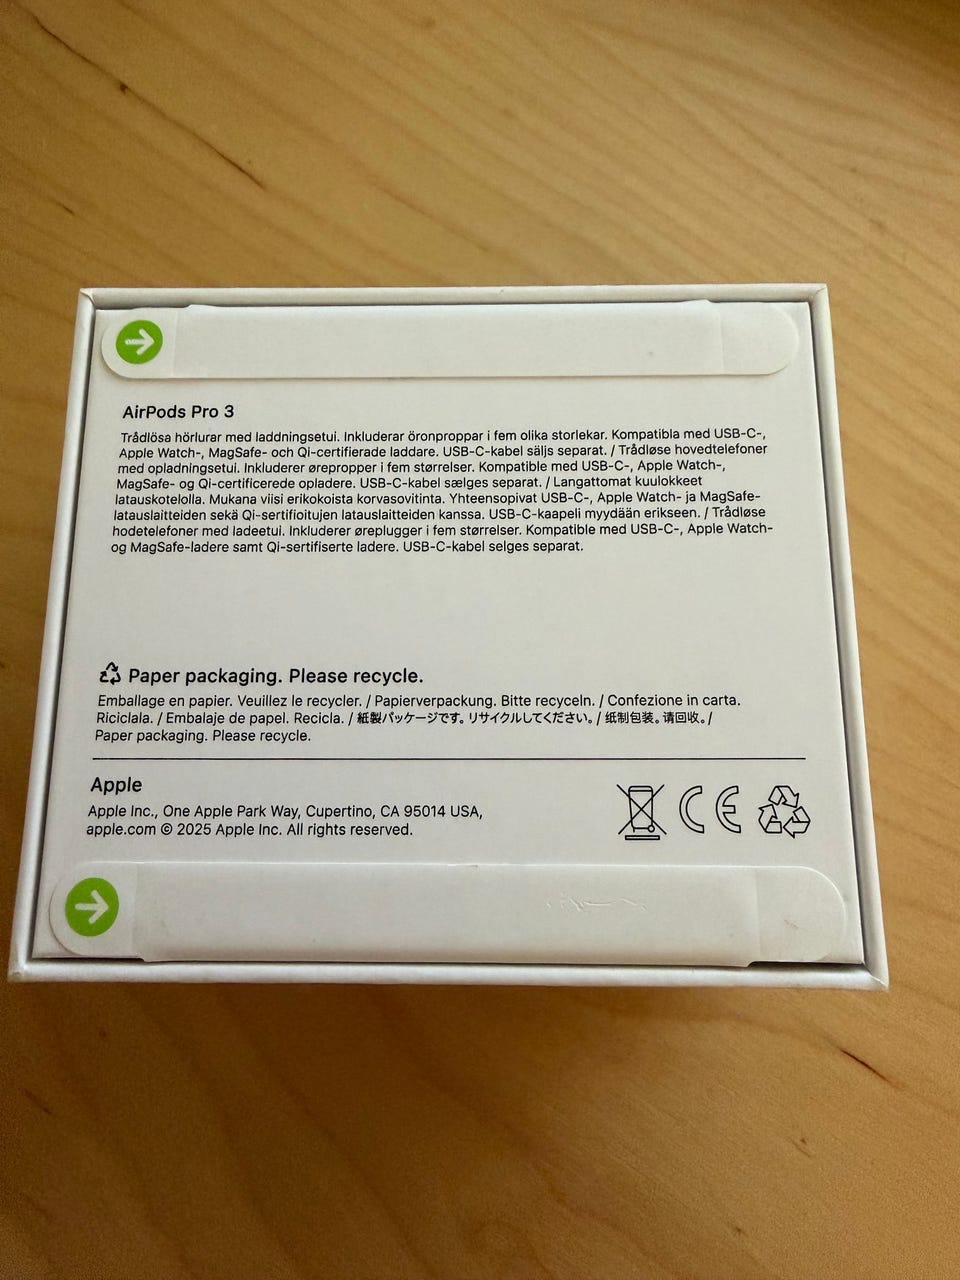 AirPods Pro 3
Trådlösa hörlurar med laddningsetui. Inkluderar öronproppar i fem olika storlekar. Kompatibla med USB-C-,
Apple Watch-, MagSafe- och Qi-certifierade laddare. USB-C-kabel säljs separat. / Trådløse hovedtelefoner
med opladningsetui. Inkluderer ørepropper i fem størrelser. Kompatible med USB-C-, Apple Watch-,
MagSafe- og Qi-certificerede opladere. USB-C-kabel sælges separat. / Langattomat kuulokkeet
latauskotelolla. Mukana viisi erikokoista korvasovitinta. Yhteensopivat USB-C-, Apple Watch- ja MagSafe-
latauslaitteiden sekä Qi-sertifioitujen latauslaitteiden kanssa. USB-C-kaapeli myydään erikseen. / Trådløse
hodetelefoner med ladeetui. Inkluderer øreplugger i fem størrelser. Kompatible med USB-C-, Apple Watch-
og MagSafe-ladere samt Qi-sertifiserte ladere. USB-C-kabel selges separat.
Paper packaging. Please recycle.
Emballage en papier. Veuillez le recycler. / Papierverpackung. Bitte recyceln. / Confezione in carta.
Riciclala. / Embalaje de papel. Recicla. / 紙製パッケージです。リサイクルしてください。/ 纸制包装。请回收。/
Paper packaging. Please recycle.
Apple
Apple Inc., One Apple Park Way, Cupertino, CA 95014 USA,
apple.com © 2025 Apple Inc. All rights reserved.
CE